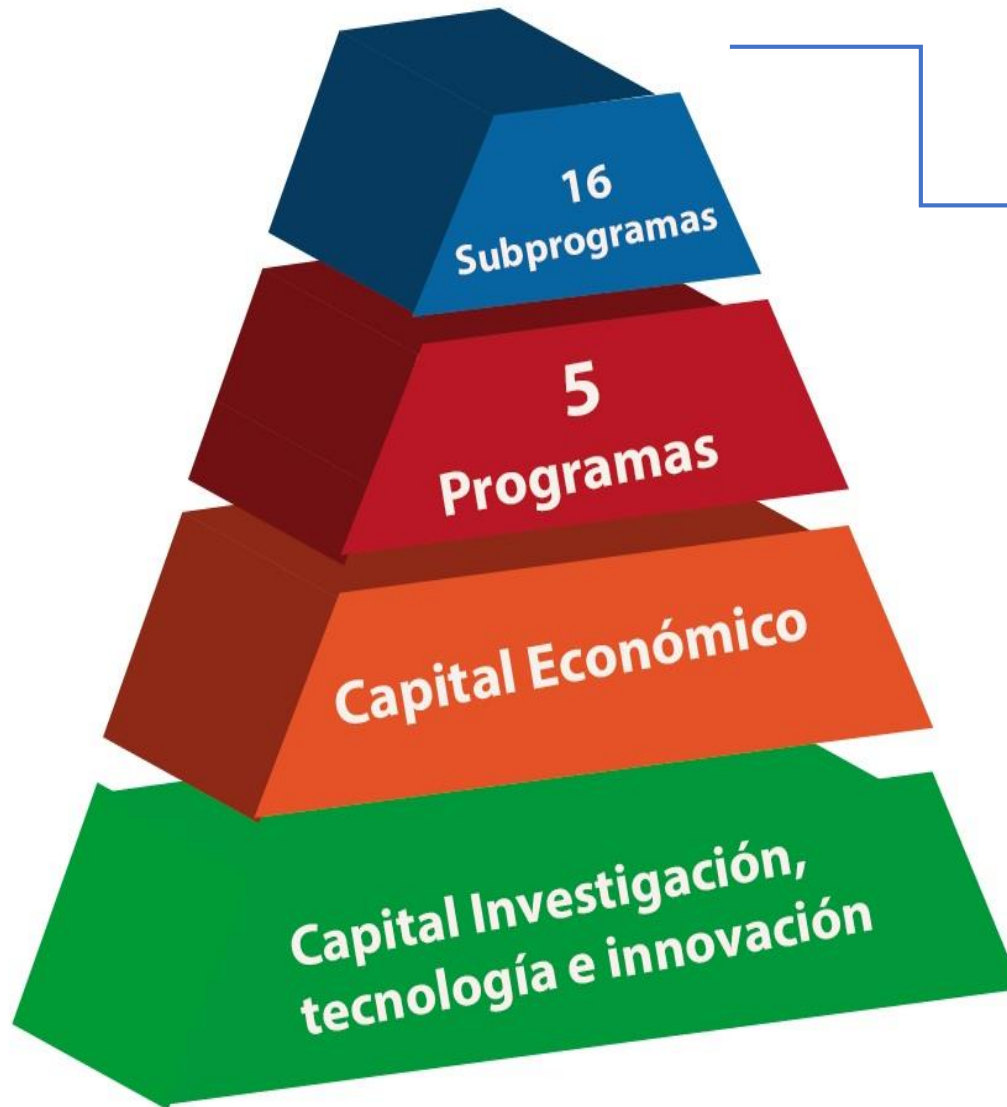 16
Subprogramas
5
Programas
Capital Económico
Capital Investigación,
tecnología e innovación